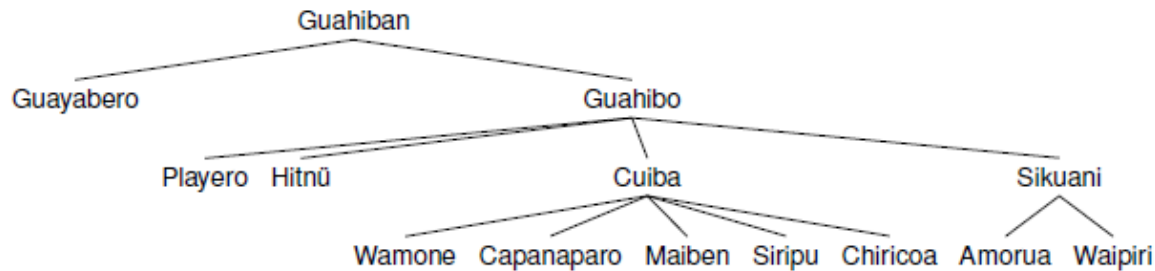 Guahiban
Guayabero Guahibo
Playero Hitnü Cuiba Sikuani
Wamone Capanaparo Maiben Siripu Chiricoa Amorua Waipiri